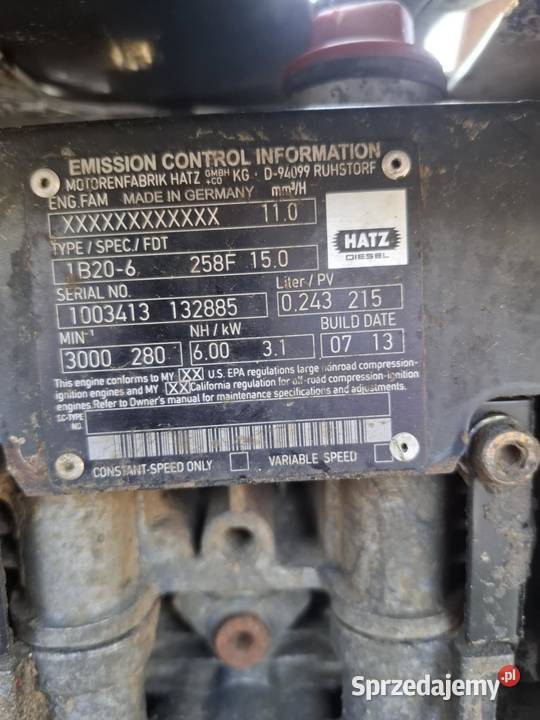 EMISSION CONTROL INFORMATION
MOTORENFABRIK HATZ GMBH +CO KG · D-94099 RUHSTORF
ENG.FAM MADE IN GERMANY mm³/H
XXXXXXXXXXXX 11.0
TYPE / SPEC./ FDT
1B20-6 258F 15.0
HATZ
DIESEL
SERIAL NO. Liter / PV
1003413 132885 0.243 215
MIN⁻¹ NH / kW BUILD DATE
3000 280 6.00 3.1 07 13
This engine conforms to MY XX U.S. EPA regulations large nonroad compression-
ignition engines and MY XX California regulation for off-road compression-ignition
engines. Refer to Owner's manual for maintenance specifications and adjustments.
EC-TYPE
NO.
CONSTANT-SPEED ONLY VARIABLE SPEED
Sprzedajemy.pl